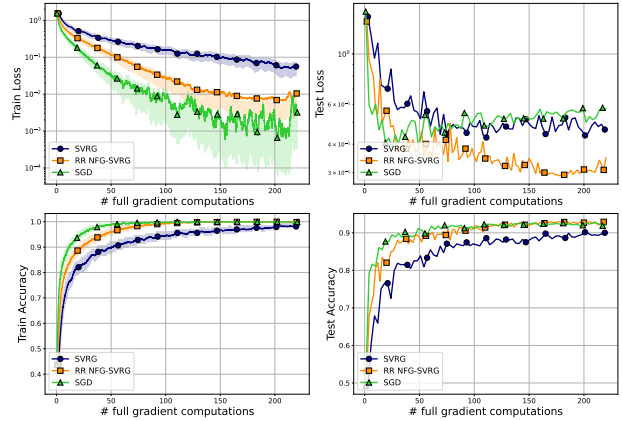 10⁰
10⁻¹
10⁻²
10⁻³
10⁻⁴
Train Loss
SVRG
RR NFG-SVRG
SGD
0 50 100 150 200
# full gradient computations
10⁰
6 × 10⁻¹
4 × 10⁻¹
3 × 10⁻¹
Test Loss
SVRG
RR NFG-SVRG
SGD
0 50 100 150 200
# full gradient computations
1.0
0.9
0.8
0.7
0.6
0.5
0.4
Train Accuracy
SVRG
RR NFG-SVRG
SGD
0 50 100 150 200
# full gradient computations
0.9
0.8
0.7
0.6
0.5
Test Accuracy
SVRG
RR NFG-SVRG
SGD
0 50 100 150 200
# full gradient computations